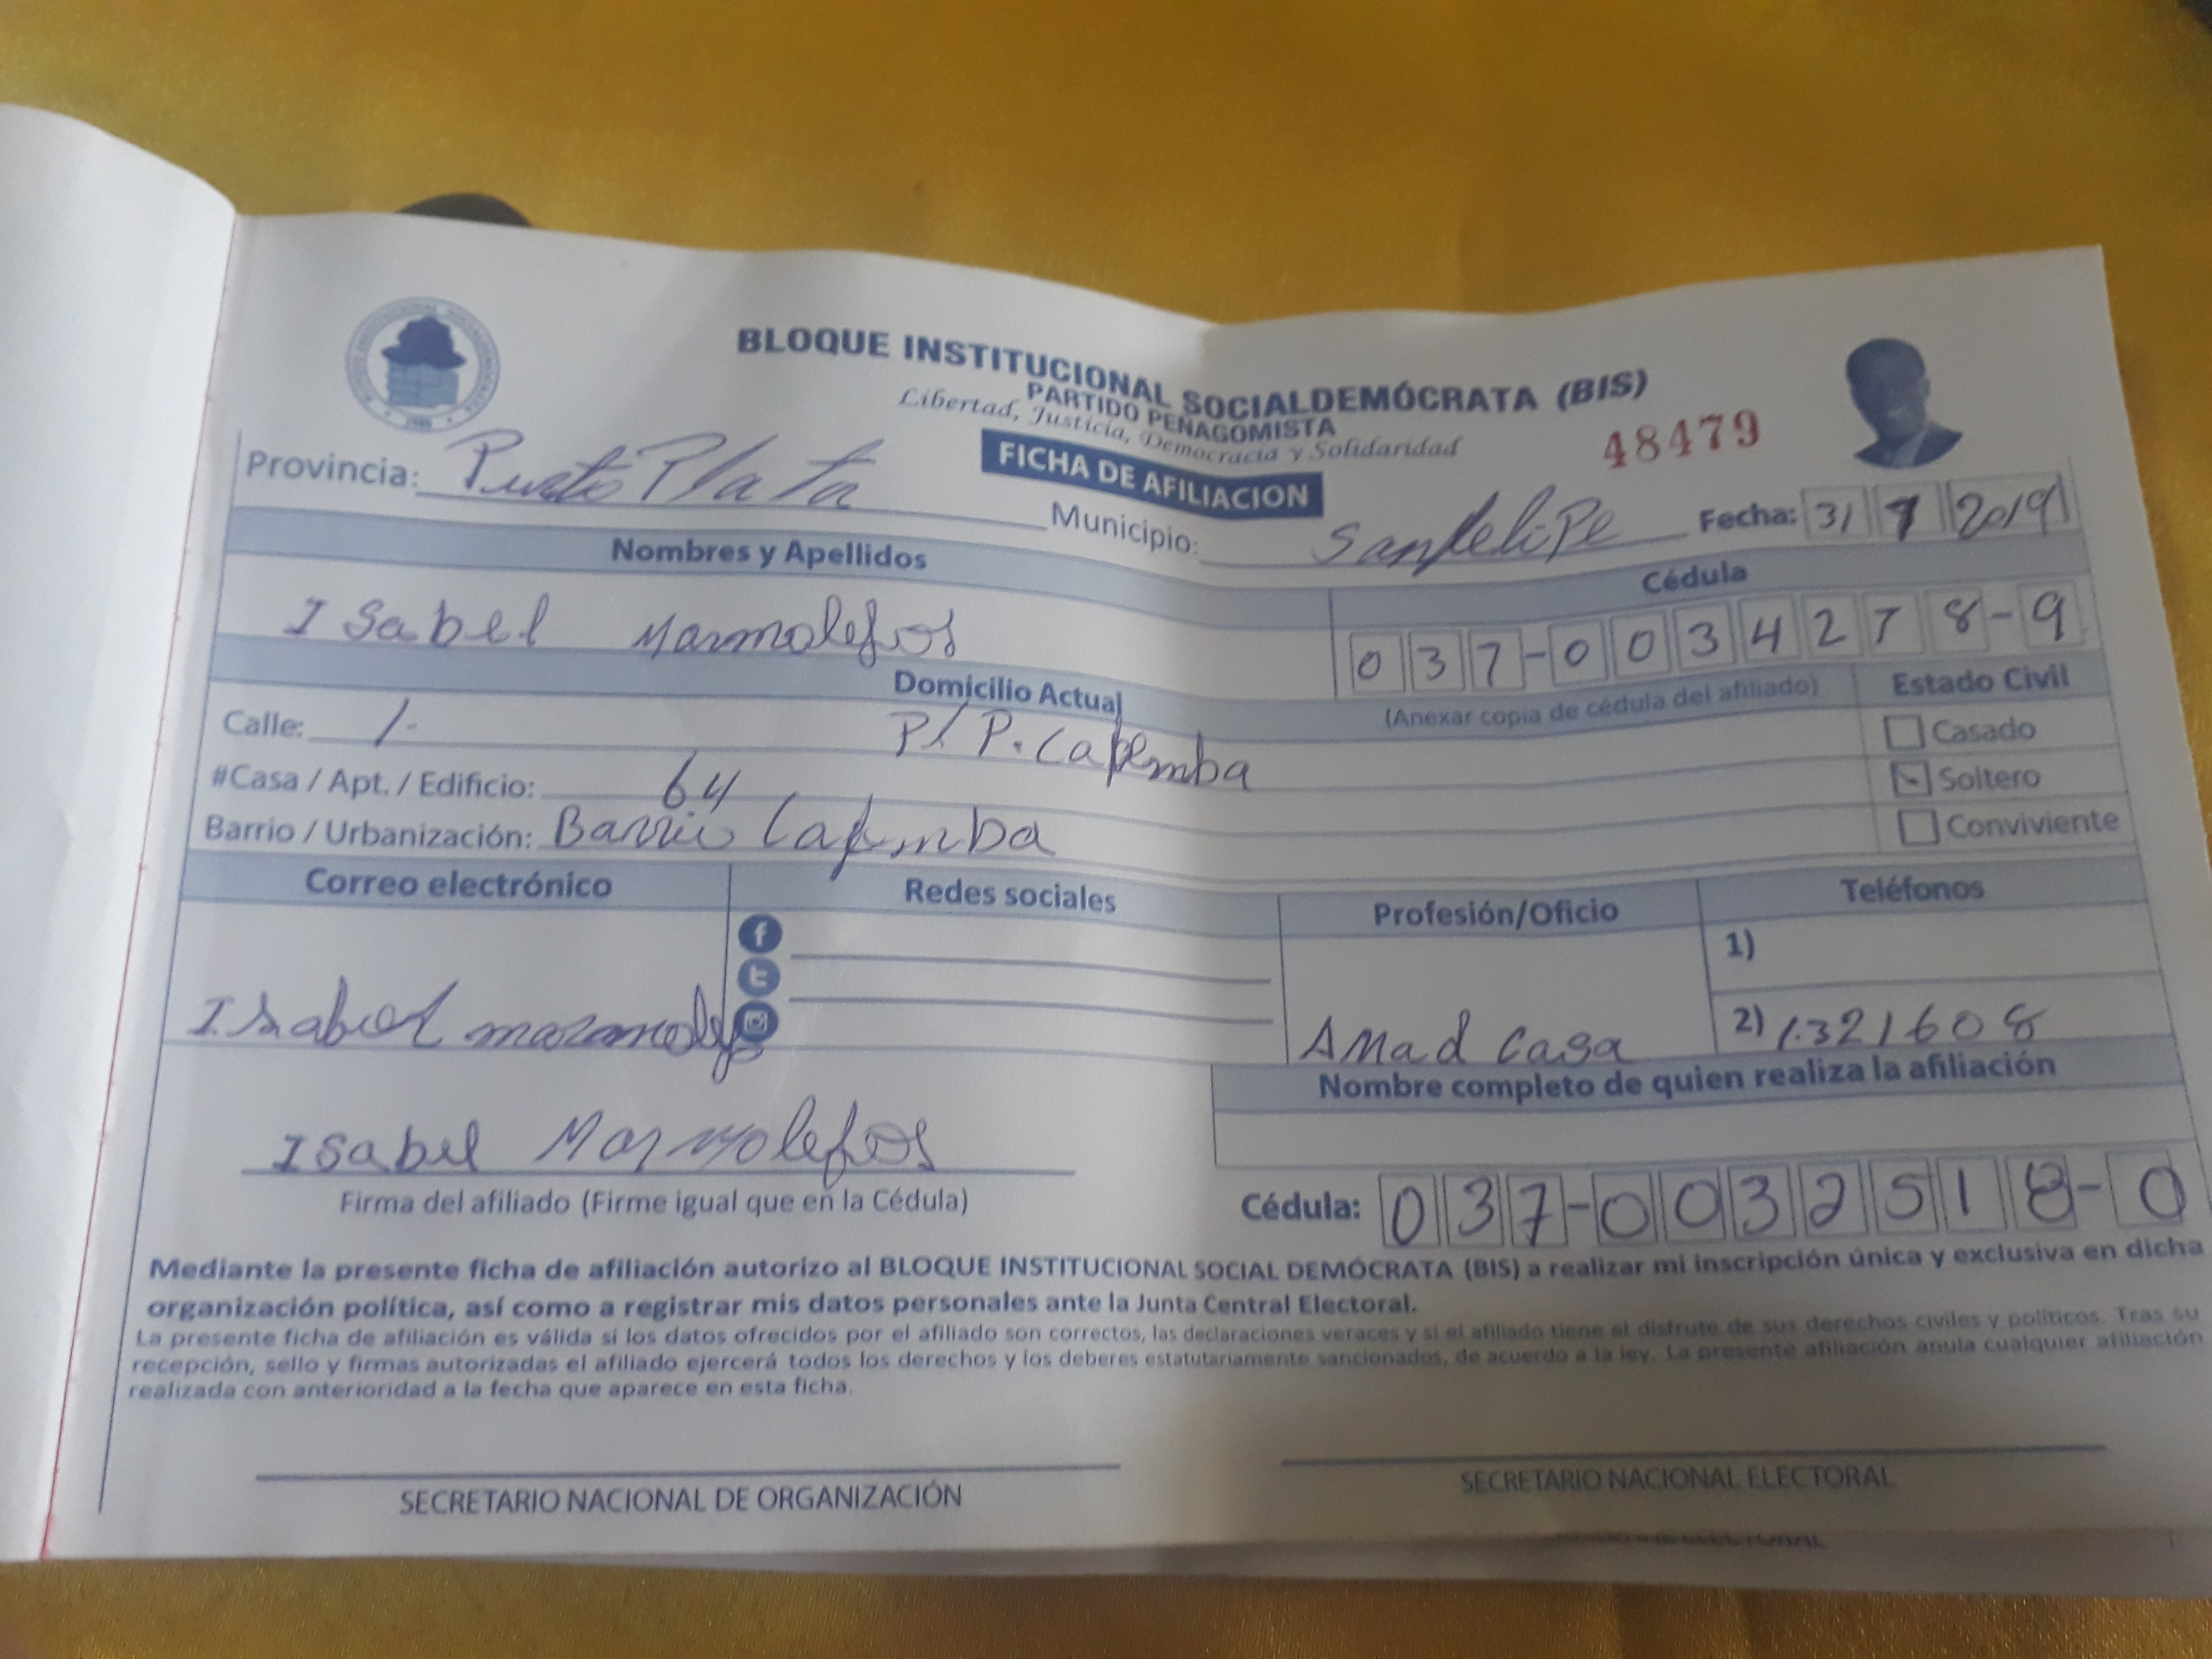 BLOQUE INSTITUCIONAL SOCIALDEMÓCRATA (BIS)
PARTIDO PEÑAGOMISTA
Libertad, Justicia, Democracia y Solidaridad
48479
FICHA DE AFILIACION
Provincia: Puerto Plata Municipio: Sanfelipe Fecha: 31 7 2019
Nombres y Apellidos Cédula
Isabel Marmolejos 037-0034278-9
Domicilio Actual (Anexar copia de cédula del afiliado) Estado Civil
Calle: 1- P/ P. Cafemba Casado
#Casa / Apt. / Edificio: 64 Soltero
Barrio / Urbanización: Barrio Cafemba Conviviente
Correo electrónico Redes sociales Profesión/Oficio Teléfonos
1)
Isabel Amad Casa 2) 1321608
Nombre completo de quien realiza la afiliación
Isabel Marmolejos
Firma del afiliado (Firme igual que en la Cédula) Cédula: 037-0032518-0
Mediante la presente ficha de afiliación autorizo al BLOQUE INSTITUCIONAL SOCIAL DEMÓCRATA (BIS) a realizar mi inscripción única y exclusiva en dicha
organización política, así como a registrar mis datos personales ante la Junta Central Electoral.
La presente ficha de afiliación es válida si los datos ofrecidos por el afiliado son correctos, las declaraciones veraces y si el afiliado tiene el disfrute de sus derechos civiles y políticos. Tras su
recepción, sello y firmas autorizadas el afiliado ejercerá todos los derechos y los deberes estatutariamente sancionados, de acuerdo a la ley. La presente afiliación anula cualquier afiliación
realizada con anterioridad a la fecha que aparece en esta ficha.
SECRETARIO NACIONAL DE ORGANIZACIÓN SECRETARIO NACIONAL ELECTORAL